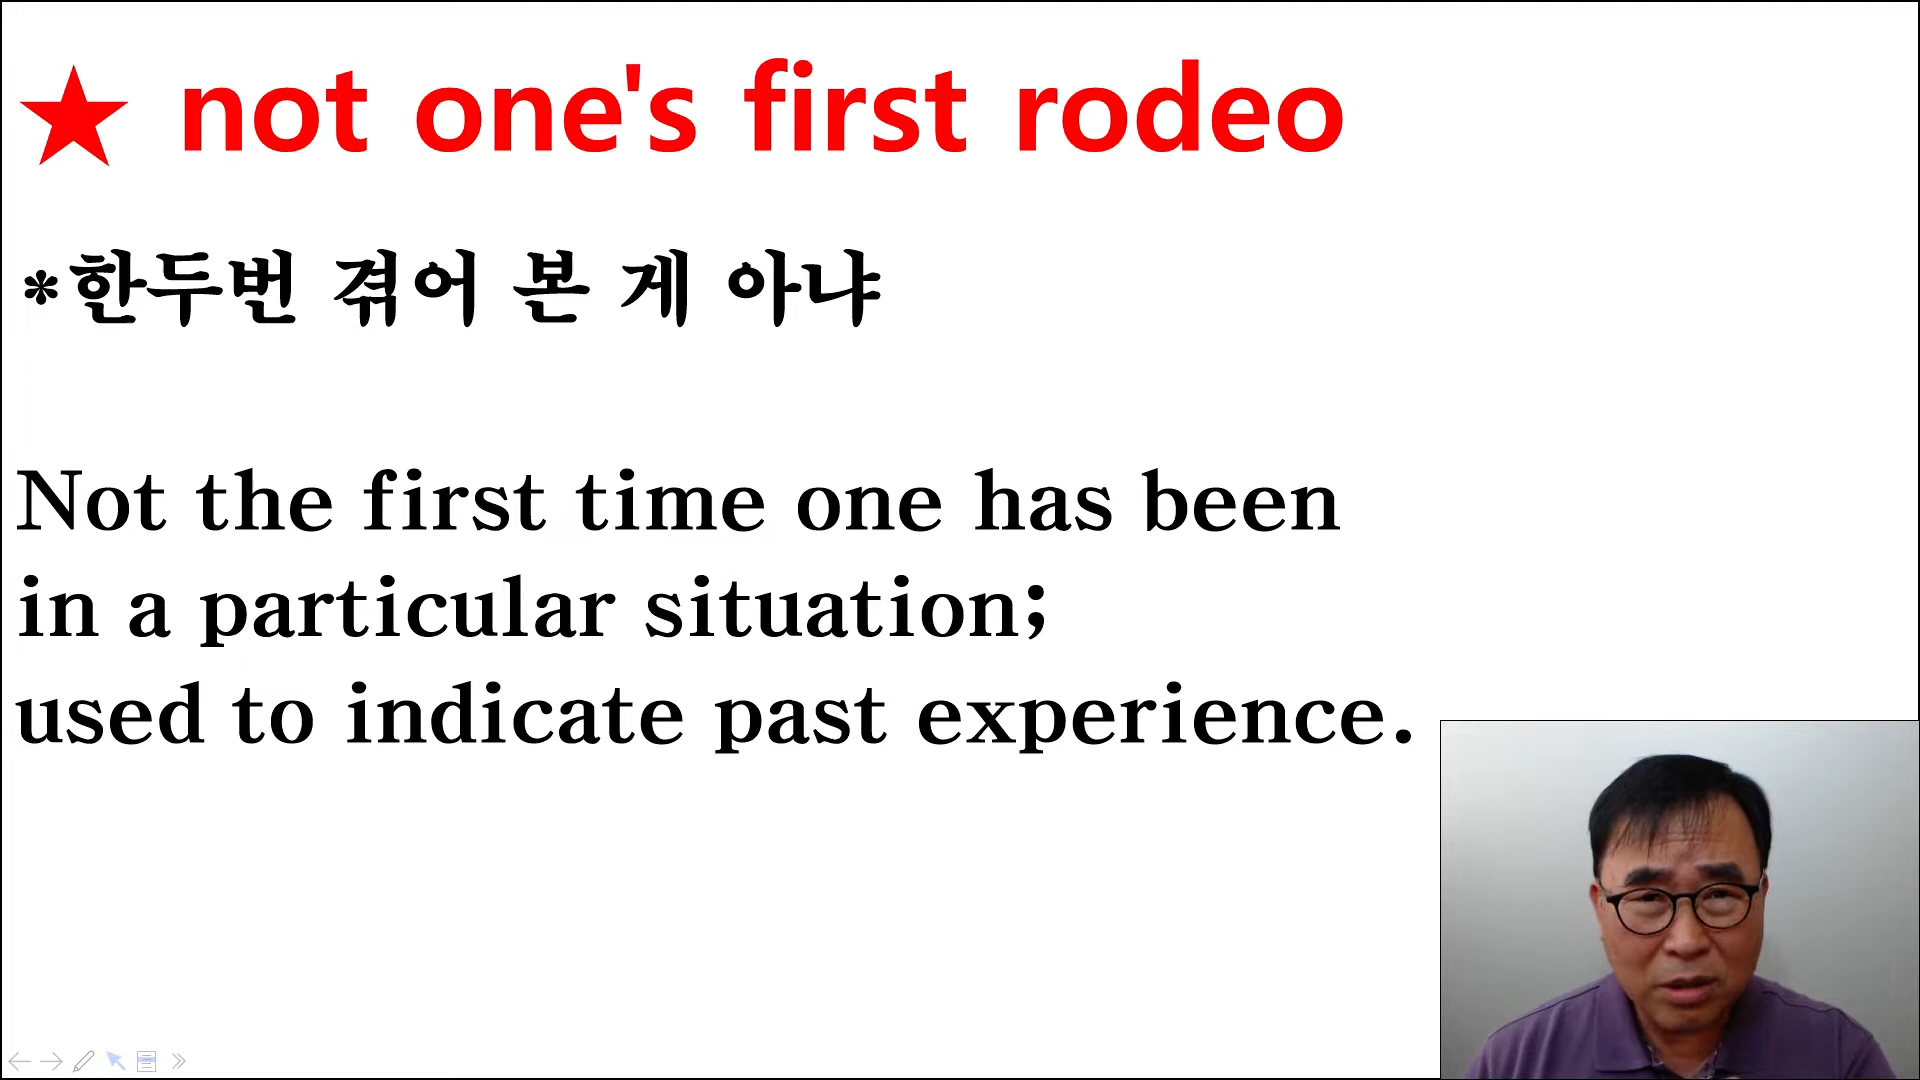 ★ not one's first rodeo
*한두번 겪어 본 게 아냐
Not the first time one has been
in a particular situation;
used to indicate past experience.